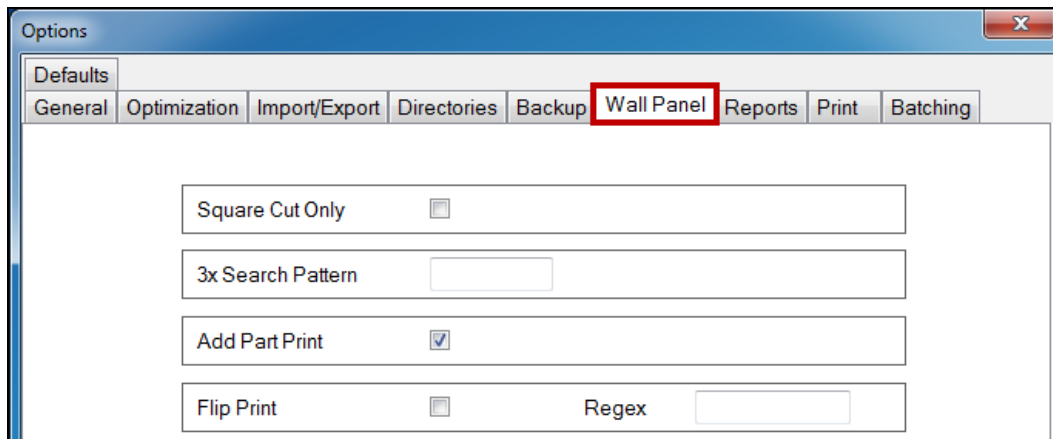 Options
Defaults
General Optimization Import/Export Directories Backup Wall Panel Reports Print Batching
Square Cut Only
3x Search Pattern
Add Part Print
Flip Print Regex